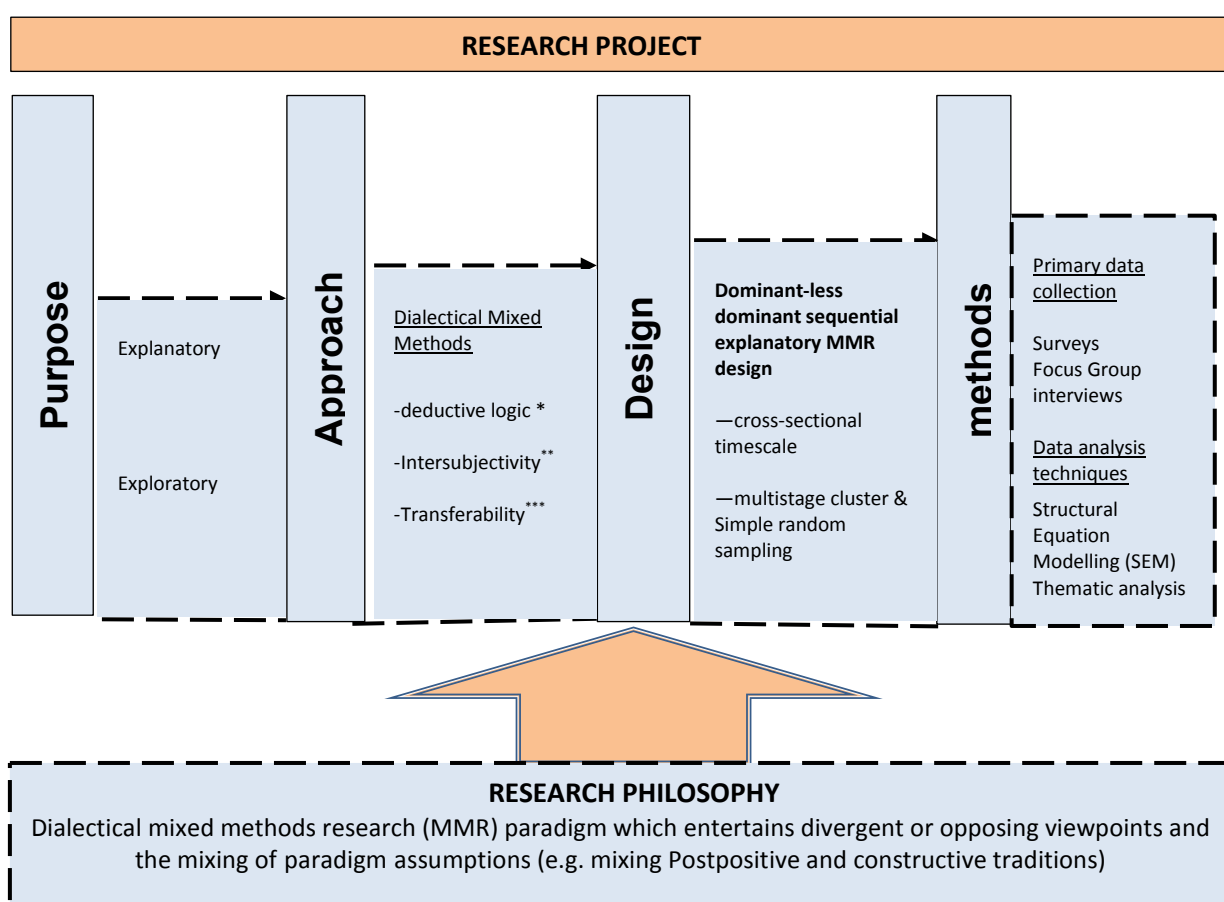 RESEARCH PROJECT
Purpose
Explanatory
Exploratory
Approach
Dialectical Mixed
Methods
-deductive logic *
-Intersubjectivity**
-Transferability***
Design
Dominant-less
dominant sequential
explanatory MMR
design
—cross-sectional
timescale
—multistage cluster &
Simple random
sampling
methods
Primary data
collection
Surveys
Focus Group
interviews
Data analysis
techniques
Structural
Equation
Modelling (SEM)
Thematic analysis
RESEARCH PHILOSOPHY
Dialectical mixed methods research (MMR) paradigm which entertains divergent or opposing viewpoints and
the mixing of paradigm assumptions (e.g. mixing Postpositive and constructive traditions)